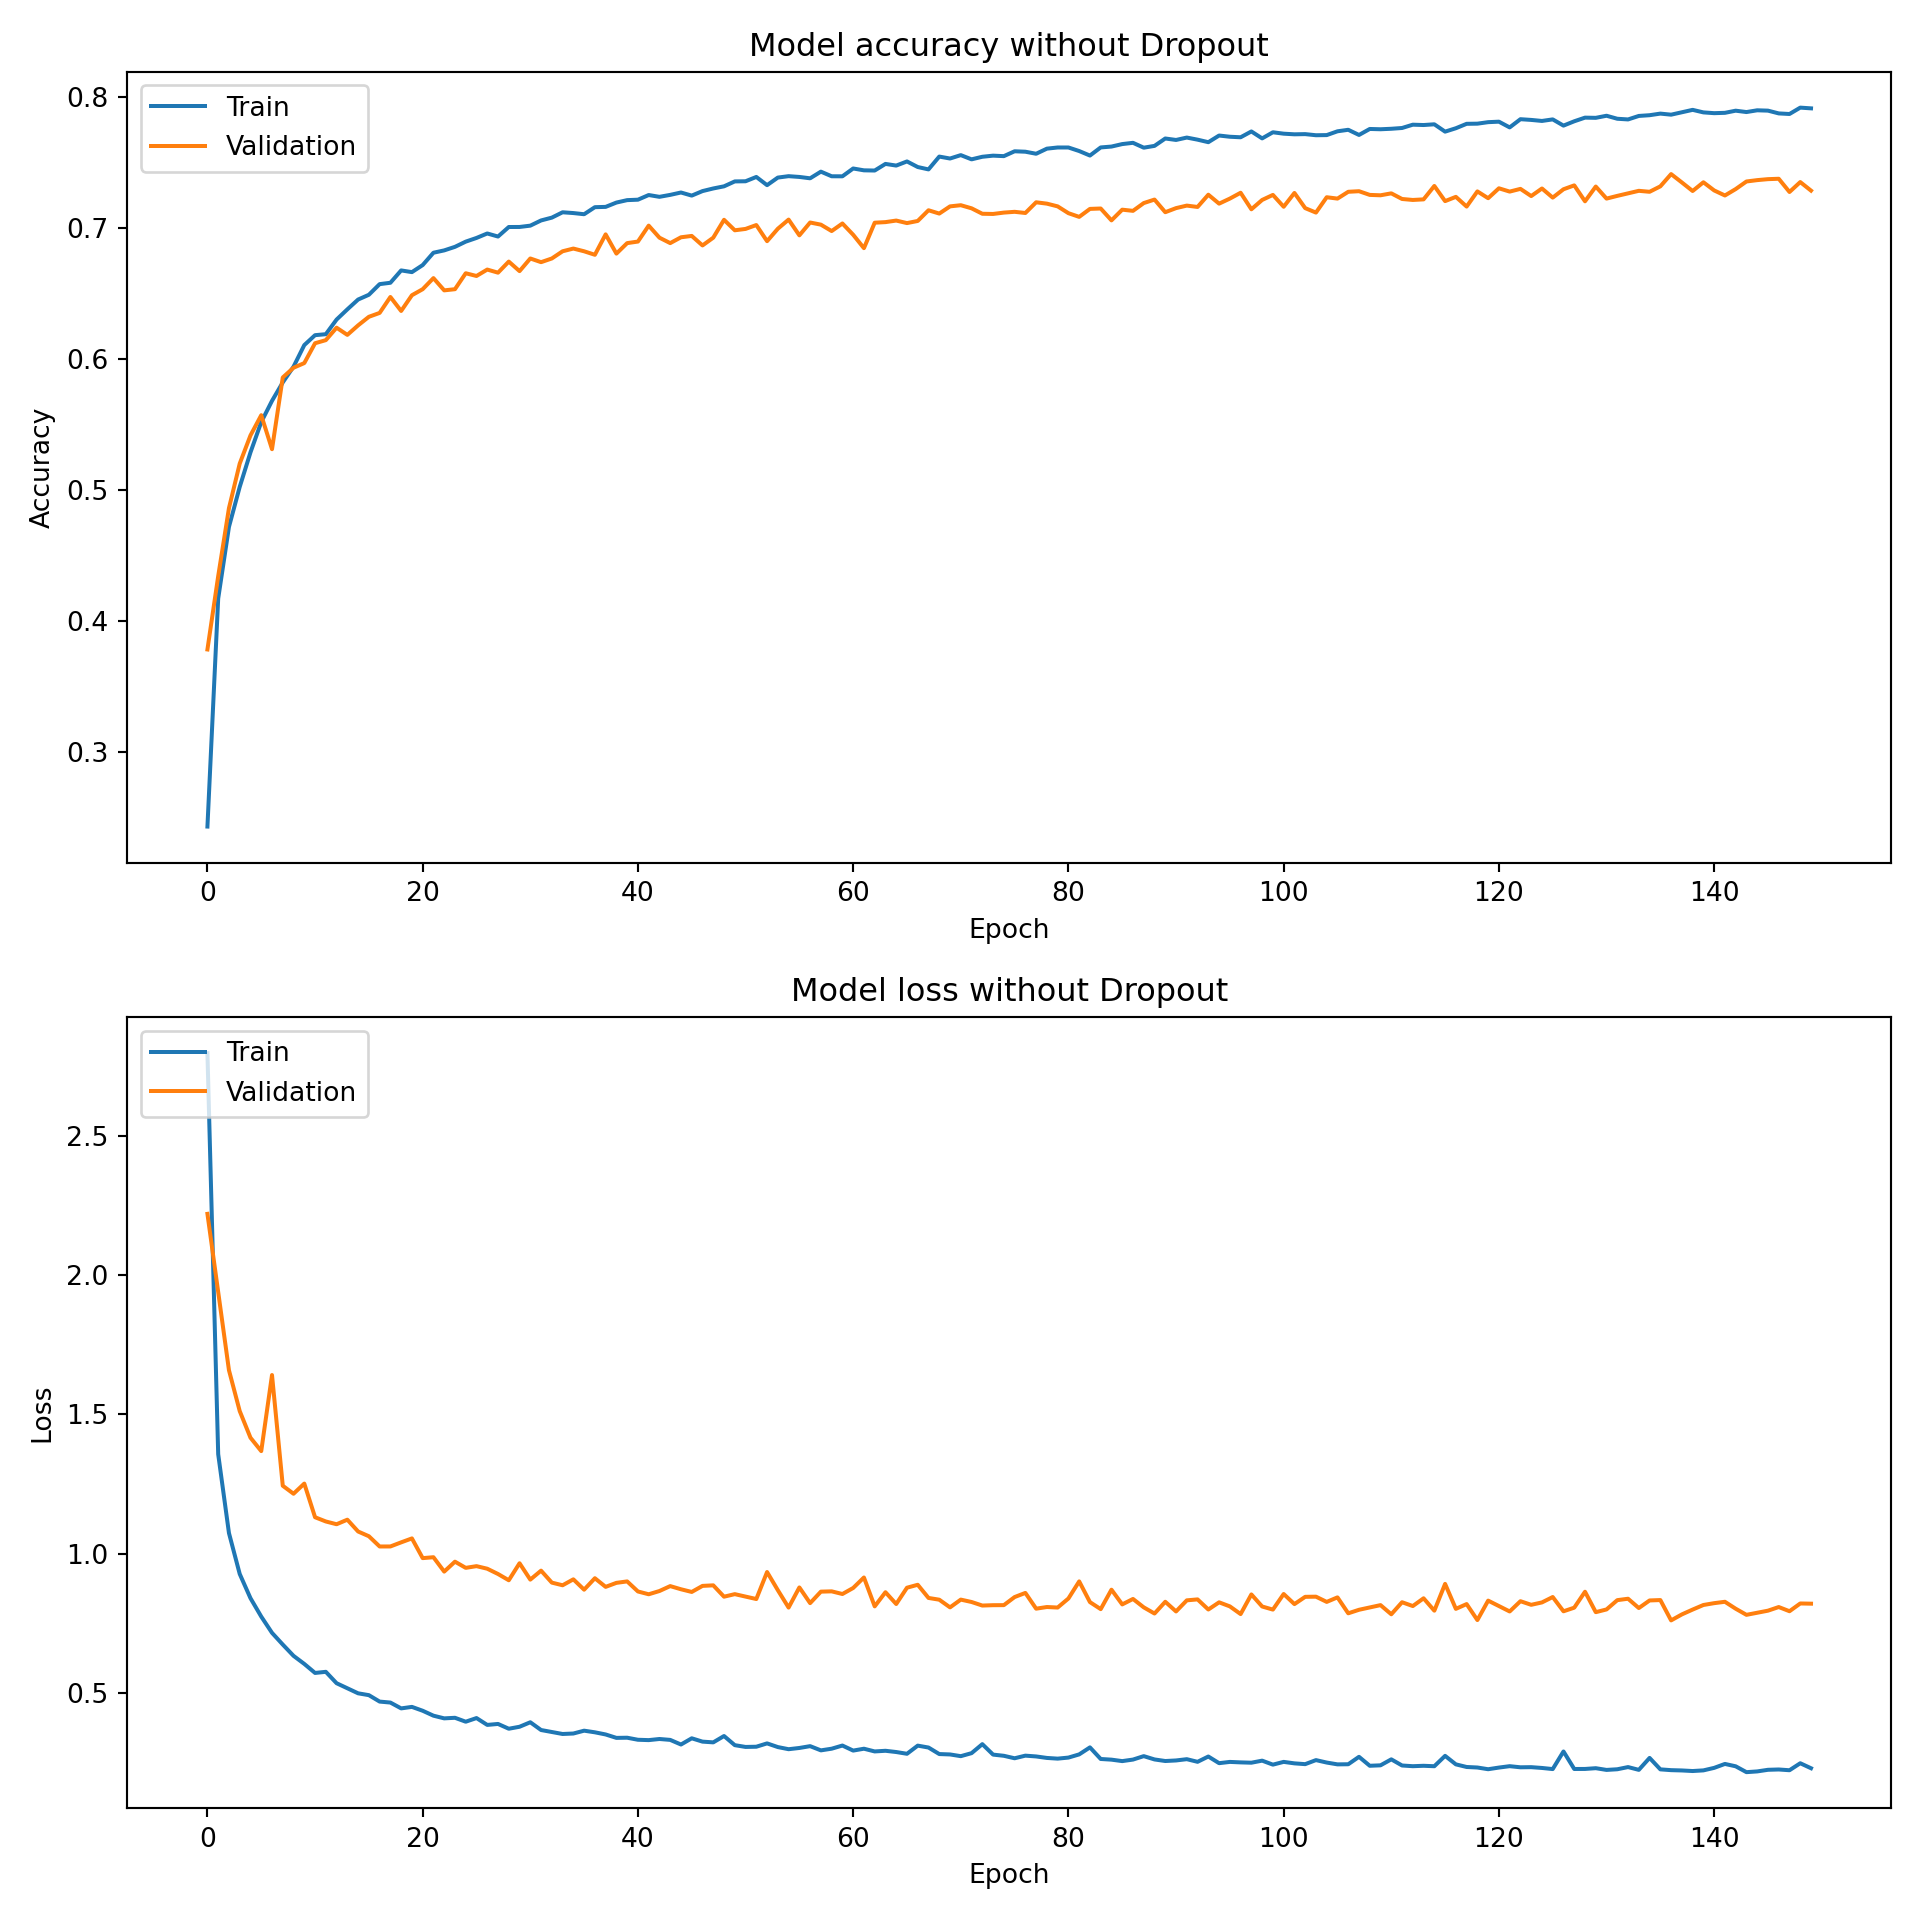 Model accuracy without Dropout
Train
Validation
0.8
0.7
0.6
0.5
0.4
0.3
Accuracy
0 20 40 60 80 100 120 140
Epoch
Model loss without Dropout
Train
Validation
2.5
2.0
1.5
1.0
0.5
Loss
0 20 40 60 80 100 120 140
Epoch